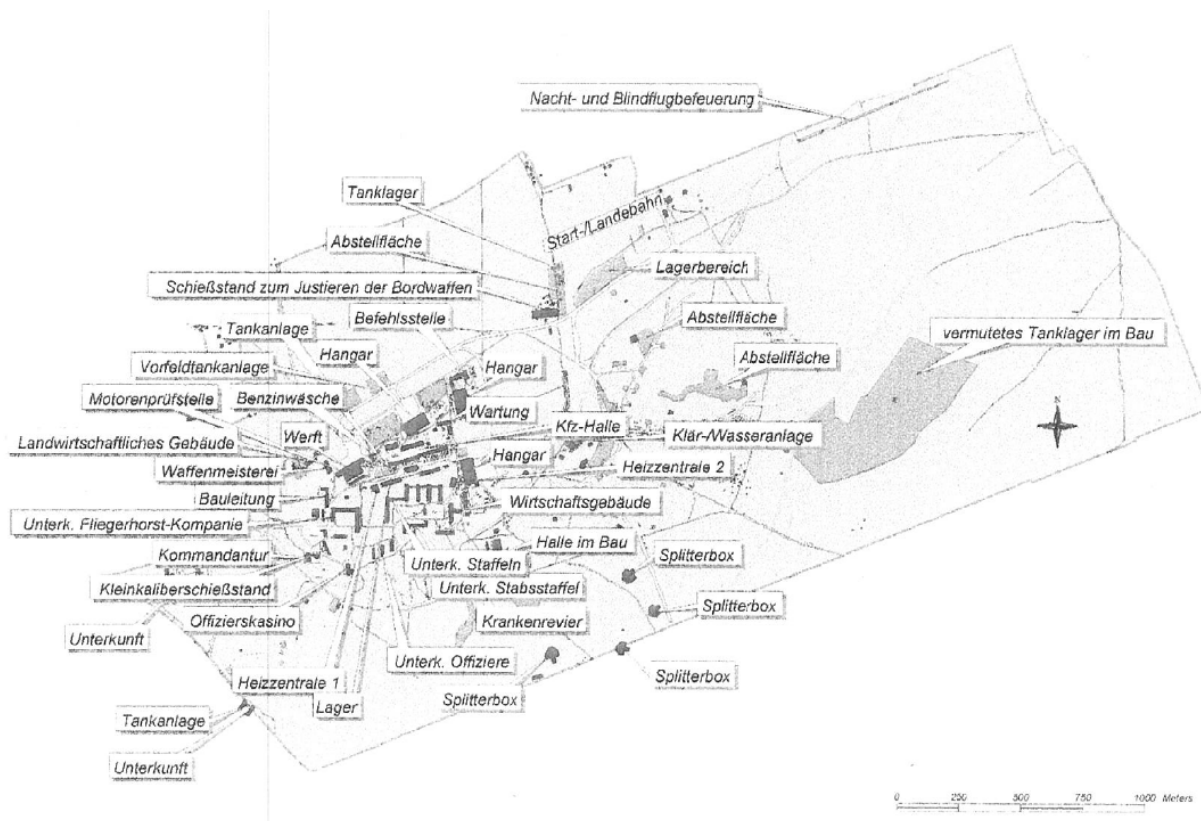 Nacht- und Blindflugbefeuerung
Tanklager
Start-/Landebahn
Abstellfläche
Lagerbereich
Schießstand zum Justieren der Bordwaffen
Befehlsstelle
Abstellfläche
Tankanlage
vermutetes Tanklager im Bau
Hangar
Abstellfläche
Vorfeldtankanlage
Hangar
Motorenprüfstelle
Benzinwäsche
Wartung
N
Kfz-Halle
Klär-/Wasseranlage
Landwirtschaftliches Gebäude
Werft
Hangar
Waffenmeisterei
Heizzentrale 2
Bauleitung
Wirtschaftsgebäude
Unterk. Fliegerhorst-Kompanie
Halle im Bau
Kommandantur
Unterk. Staffeln
Splitterbox
Kleinkaliberschießstand
Unterk. Stabsstaffel
Splitterbox
Offizierskasino
Krankenrevier
Unterkunft
Unterk. Offiziere
Splitterbox
Heizzentrale 1
Splitterbox
Lager
Tankanlage
Unterkunft
0 250 500 750 1000 Meters